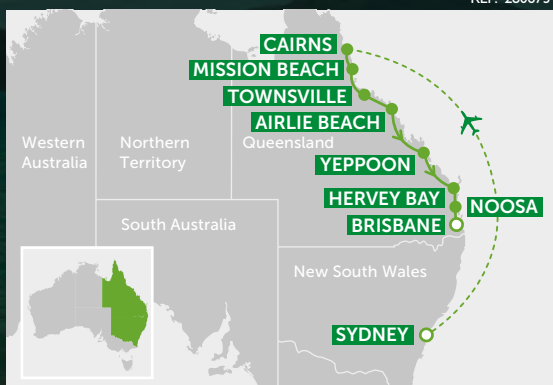 CAIRNS
MISSION BEACH
TOWNSVILLE
AIRLIE BEACH
Western
Australia
Northern
Territory
Queensland
YEPPOON
HERVEY BAY
NOOSA
BRISBANE
South Australia
New South Wales
SYDNEY